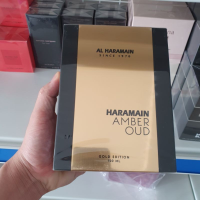 AL HARAMAIN
SINCE 1970
HARAMAIN
AMBER
OUD
GOLD EDITION